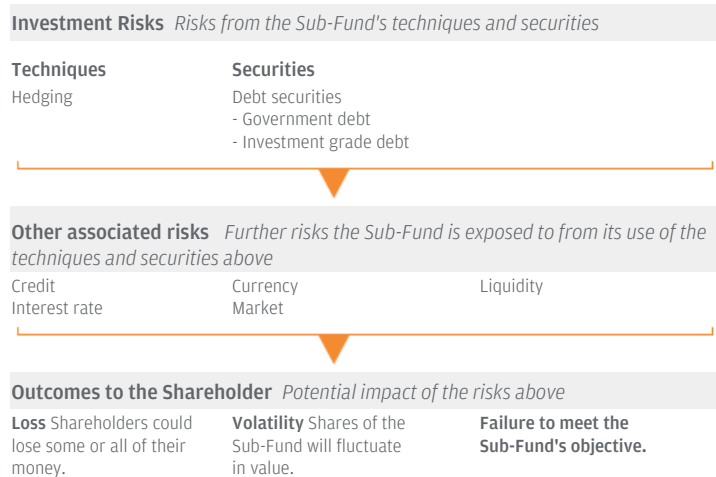 Investment Risks Risks from the Sub-Fund's techniques and securities
Techniques
Hedging
Securities
Debt securities
- Government debt
- Investment grade debt
Other associated risks Further risks the Sub-Fund is exposed to from its use of the
techniques and securities above
Credit
Interest rate
Currency
Market
Liquidity
Outcomes to the Shareholder Potential impact of the risks above
Loss Shareholders could
lose some or all of their
money.
Volatility Shares of the
Sub-Fund will fluctuate
in value.
Failure to meet the
Sub-Fund's objective.